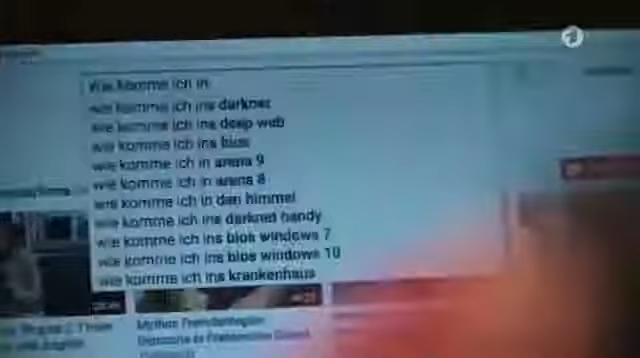 wie komme ich in
wie komme ich ins darknet
wie komme ich ins deep web
wie komme ich ins bios
wie komme ich in arena 9
wie komme ich in arena 8
wie komme ich in den himmel
wie komme ich ins darknet handy
wie komme ich ins bios windows 7
wie komme ich ins bios windows 10
wie komme ich ins krankenhaus
Mythos Fremdenlegion